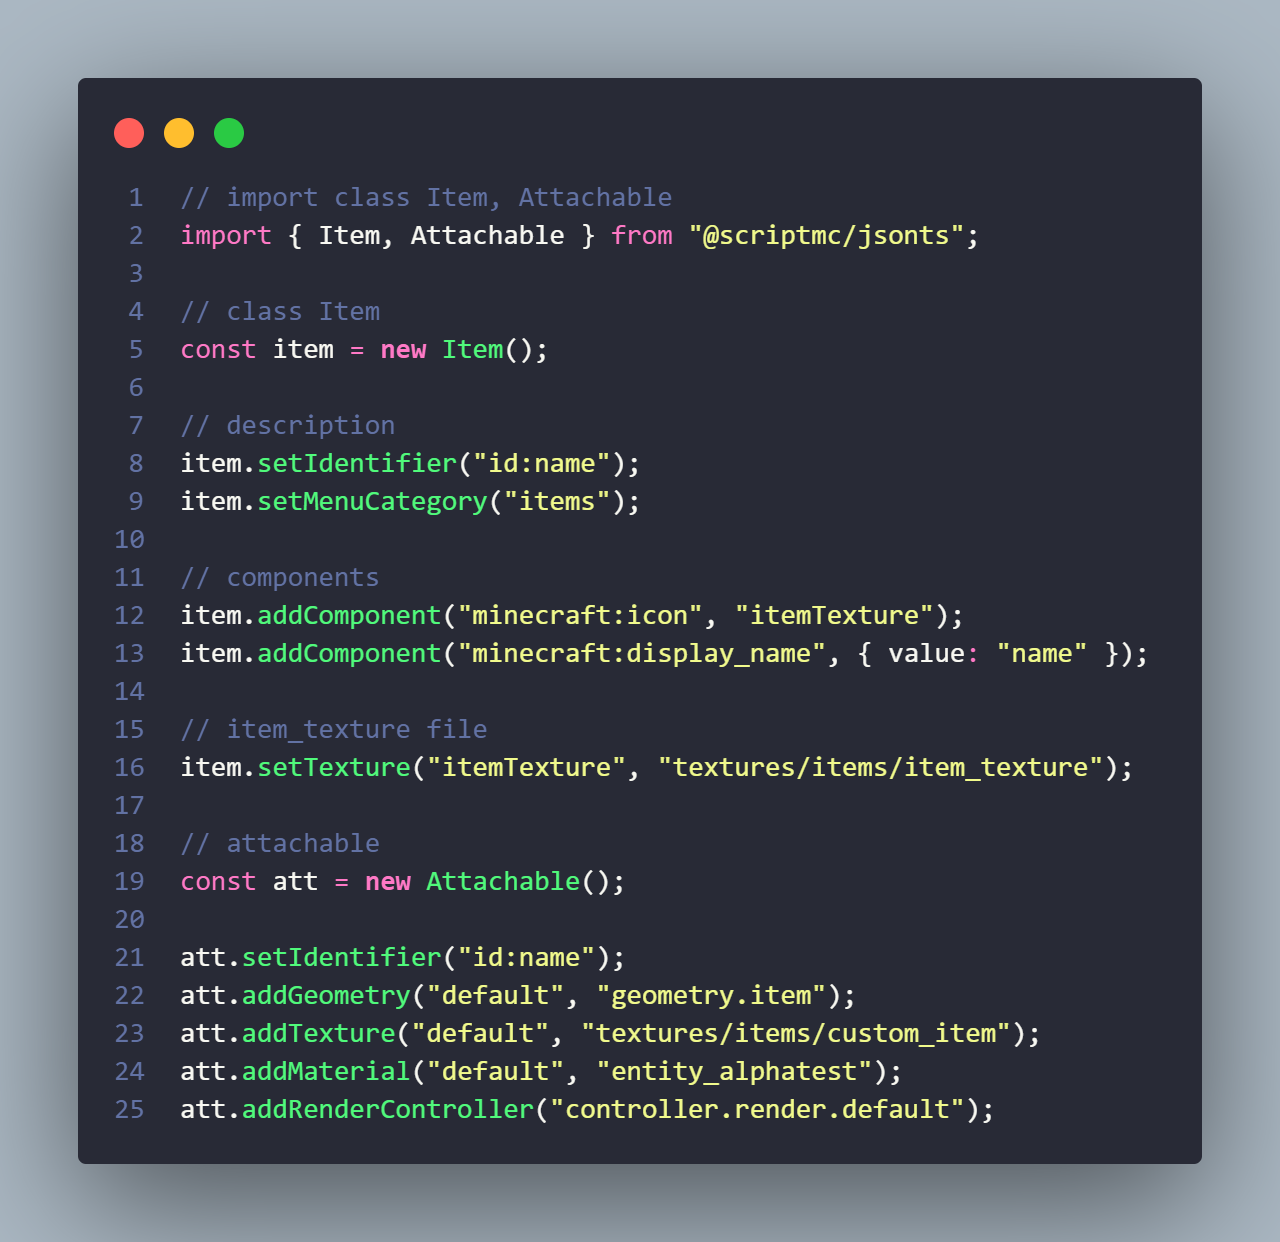 1 // import class Item, Attachable
2 import { Item, Attachable } from "@scriptmc/jsonts";
3
4 // class Item
5 const item = new Item();
6
7 // description
8 item.setIdentifier("id:name");
9 item.setMenuCategory("items");
10
11 // components
12 item.addComponent("minecraft:icon", "itemTexture");
13 item.addComponent("minecraft:display_name", { value: "name" });
14
15 // item_texture file
16 item.setTexture("itemTexture", "textures/items/item_texture");
17
18 // attachable
19 const att = new Attachable();
20
21 att.setIdentifier("id:name");
22 att.addGeometry("default", "geometry.item");
23 att.addTexture("default", "textures/items/custom_item");
24 att.addMaterial("default", "entity_alphatest");
25 att.addRenderController("controller.render.default");